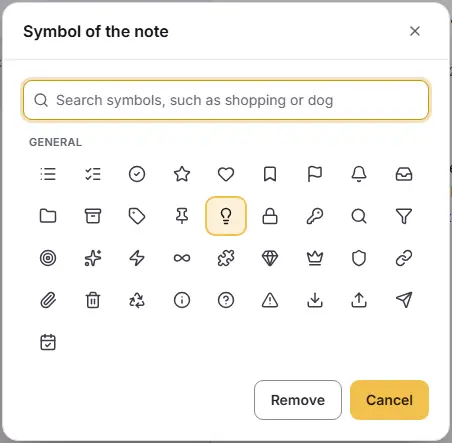 Symbol of the note
Search symbols, such as shopping or dog
GENERAL
Remove
Cancel